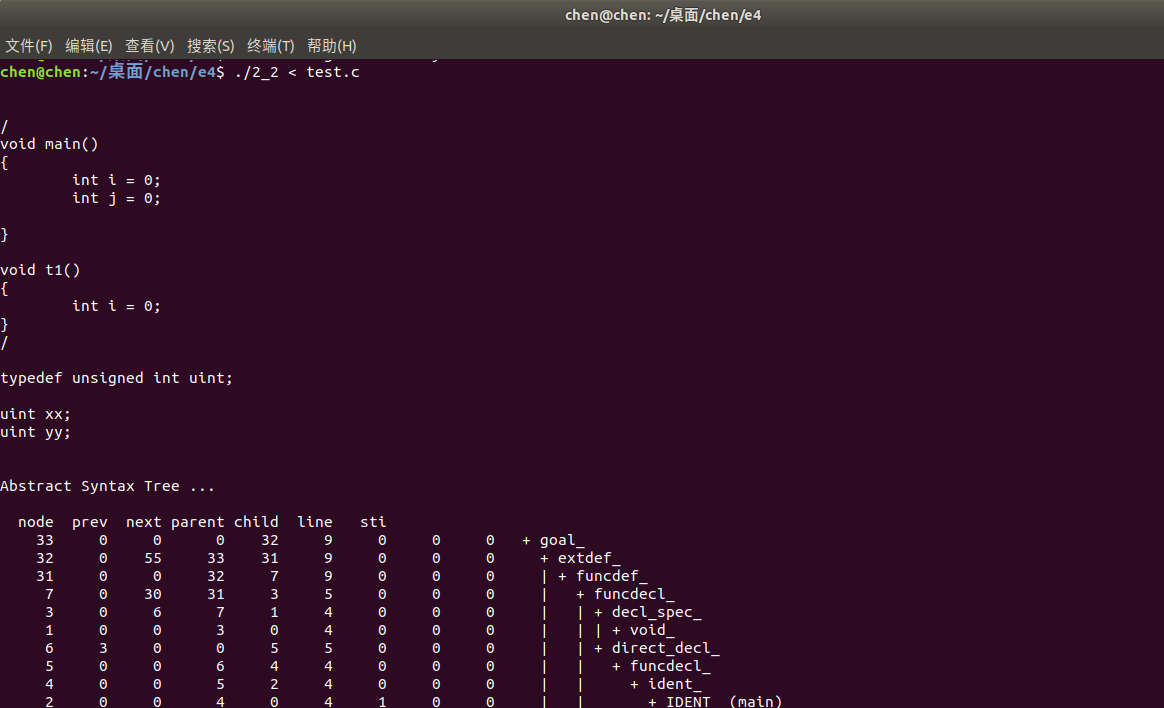 chen@chen: ~/桌面/chen/e4
文件(F) 编辑(E) 查看(V) 搜索(S) 终端(T) 帮助(H)
chen@chen:~/桌面/chen/e4$ ./2_2 < test.c
/
void main()
{
        int i = 0;
        int j = 0;
}
void t1()
{
        int i = 0;
}
/
typedef unsigned int uint;
uint xx;
uint yy;
Abstract Syntax Tree ...
  node  prev  next parent child  line   sti
    33     0     0      0    32     9     0     0     0   + goal_
    32     0    55     33    31     9     0     0     0     + extdef_
    31     0     0     32     7     9     0     0     0     | + funcdef_
     7     0    30     31     3     5     0     0     0     |   + funcdecl_
     3     0     6      7     1     4     0     0     0     |   | + decl_spec_
     1     0     0      3     0     4     0     0     0     |   | | + void_
     6     3     0      0     5     5     0     0     0     |   | + direct_decl_
     5     0     0      6     4     4     0     0     0     |   |   + funcdecl_
     4     0     0      5     2     4     0     0     0     |   |     + ident_
     2     0     0      4     0     4     1     0     0     |   |       + IDENT  (main)